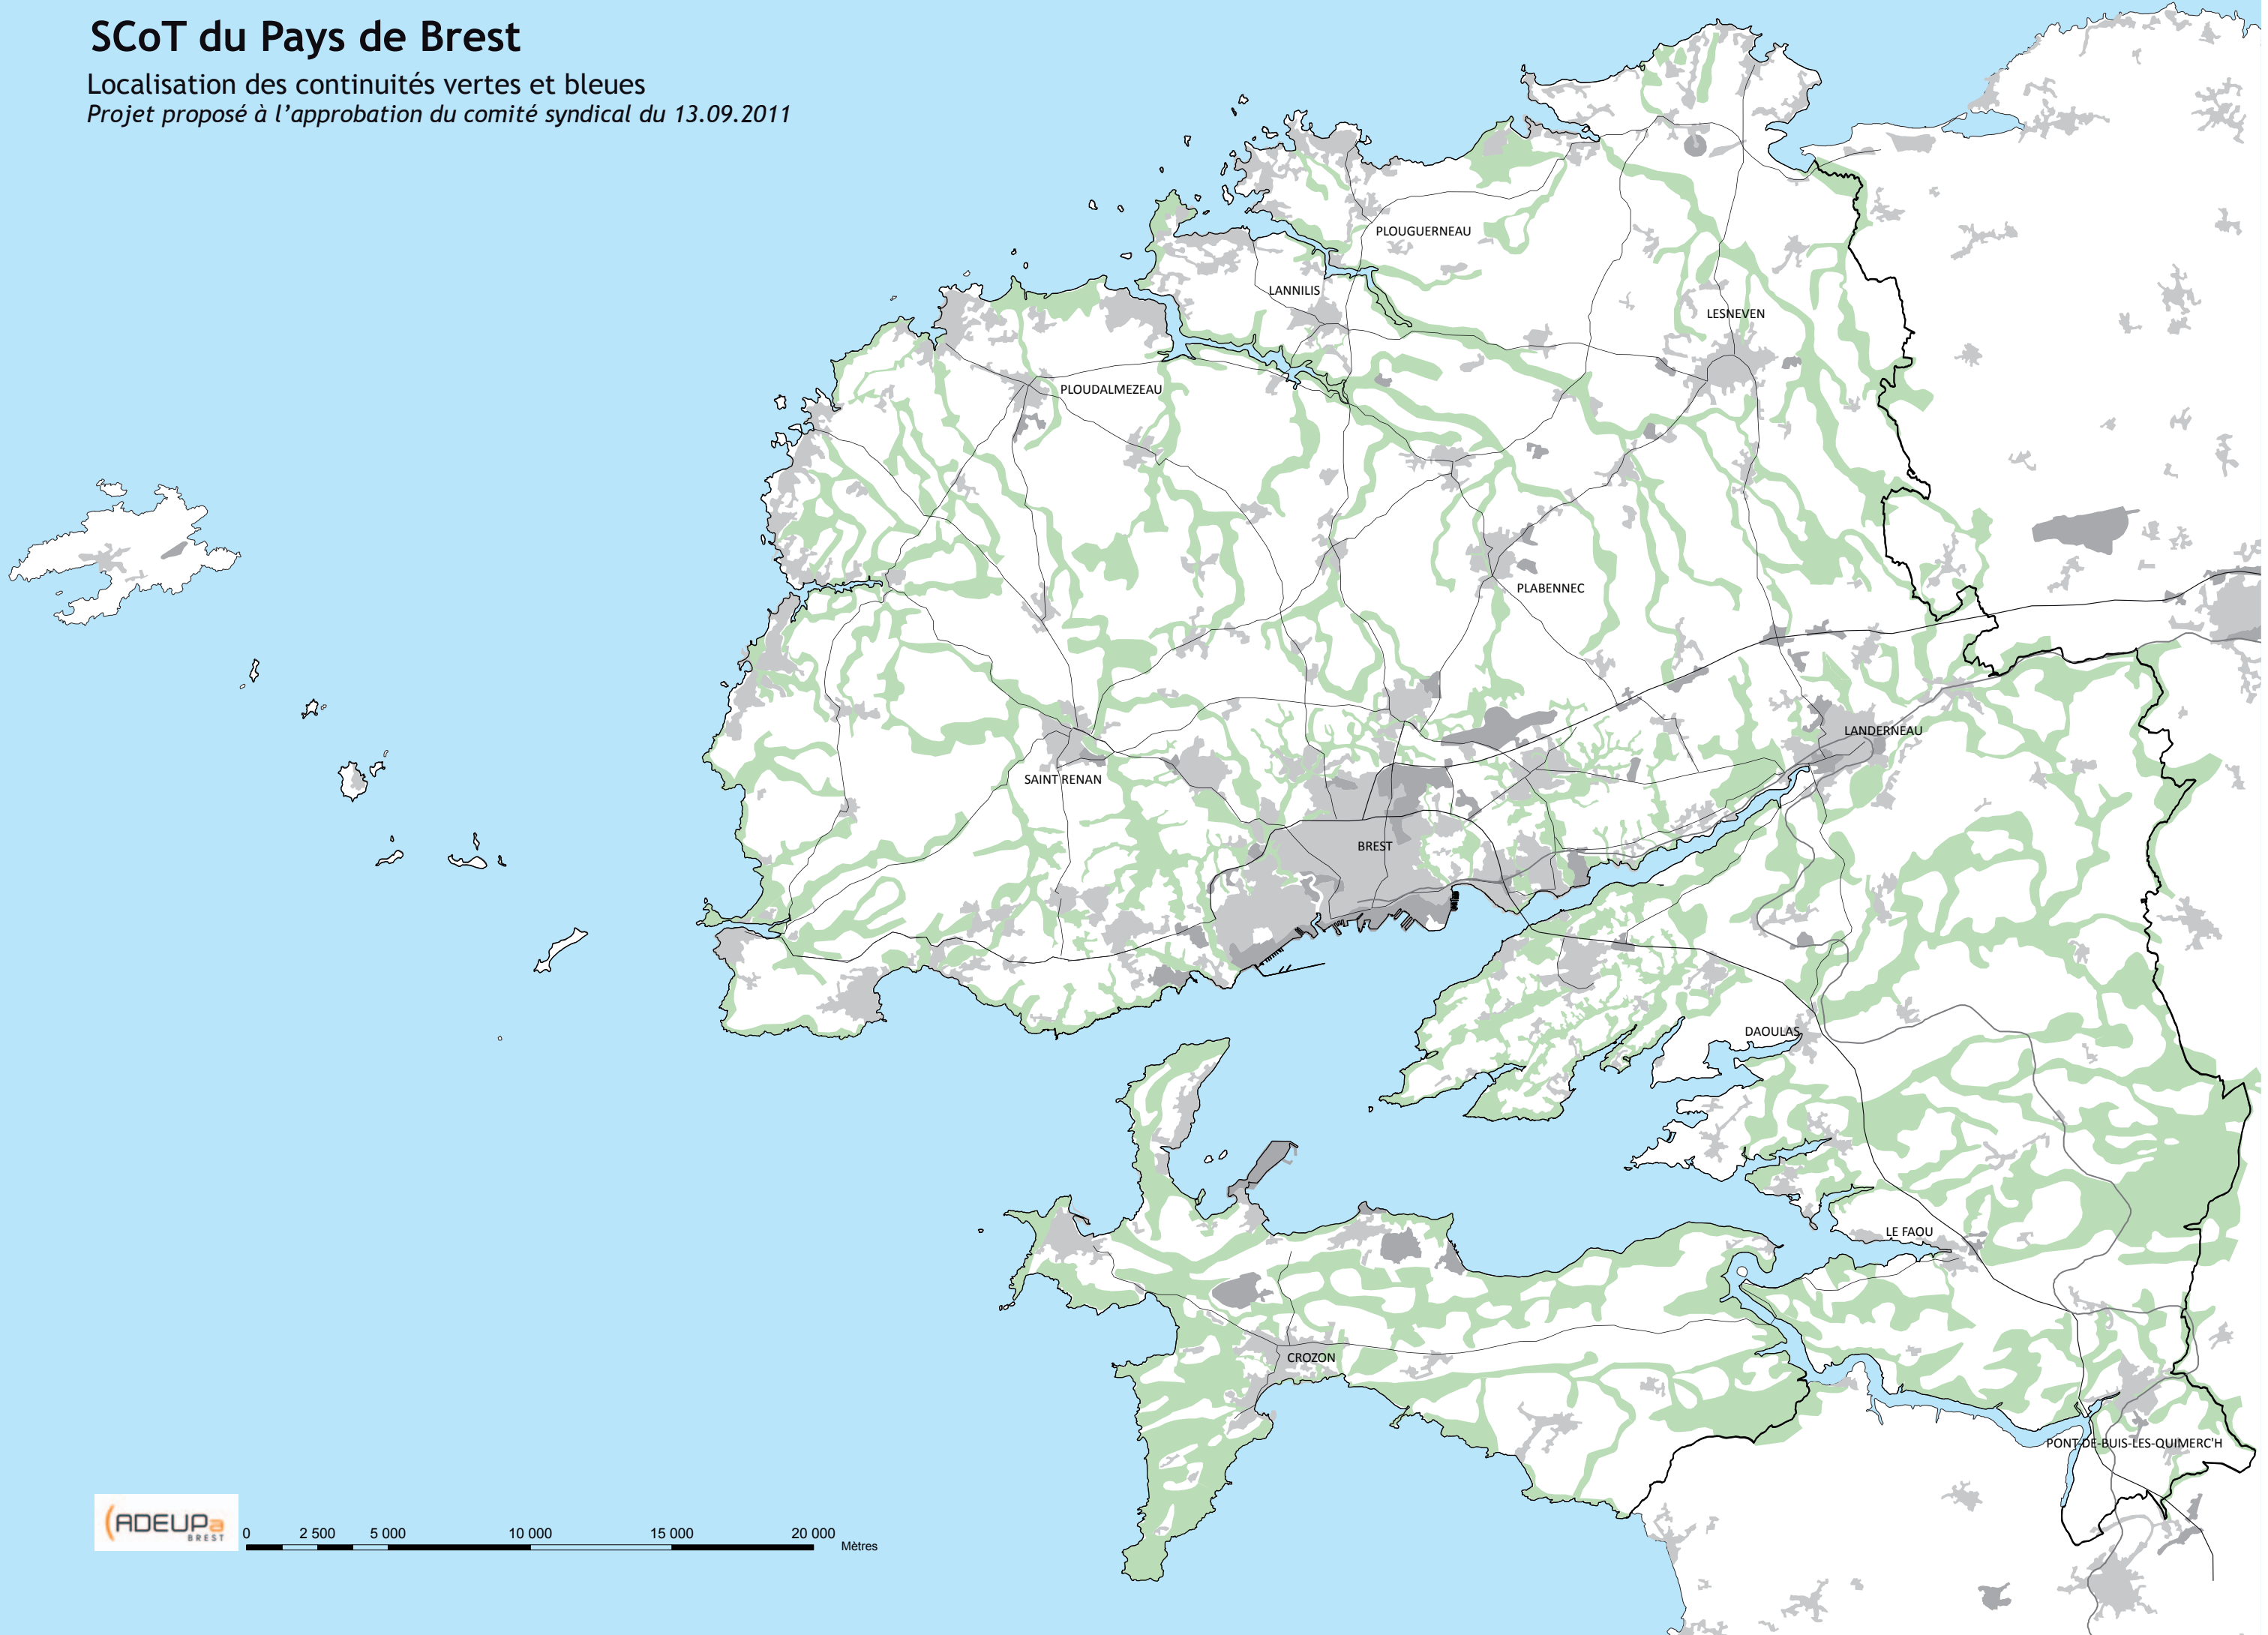 SCoT du Pays de Brest
Localisation des continuités vertes et bleues
Projet proposé à l'approbation du comité syndical du 13.09.2011
PLOUGUERNEAU
LANNILIS
LESNEVEN
PLOUDALMEZEAU
PLABENNEC
LANDERNEAU
SAINT RENAN
BREST
DAOULAS
LE FAOU
CROZON
PONT-DE-BUIS-LES-QUIMERC'H
ADEUPa
BREST
0 2 500 5 000 10 000 15 000 20 000
Mètres